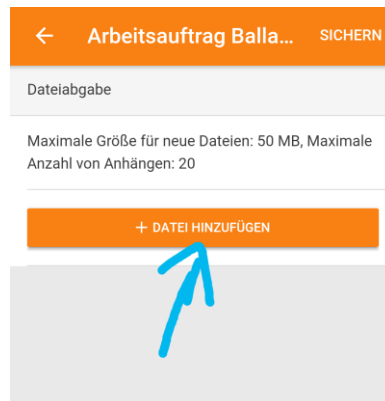 Arbeitsauftrag Balla... SICHERN
Dateiabgabe
Maximale Größe für neue Dateien: 50 MB, Maximale
Anzahl von Anhängen: 20
+ DATEI HINZUFÜGEN